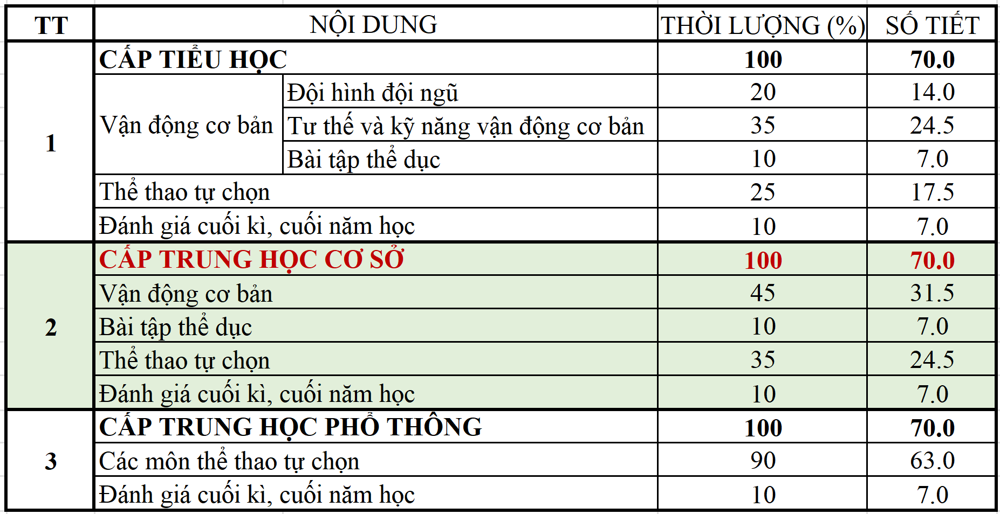 TT NỘI DUNG THỜI LƯỢNG (%) SỐ TIẾT
1
CẤP TIỂU HỌC 100 70.0
Vận động cơ bản
Đội hình đội ngũ 20 14.0
Tư thế và kỹ năng vận động cơ bản 35 24.5
Bài tập thể dục 10 7.0
Thể thao tự chọn 25 17.5
Đánh giá cuối kì, cuối năm học 10 7.0
2
CẤP TRUNG HỌC CƠ SỞ 100 70.0
Vận động cơ bản 45 31.5
Bài tập thể dục 10 7.0
Thể thao tự chọn 35 24.5
Đánh giá cuối kì, cuối năm học 10 7.0
3
CẤP TRUNG HỌC PHỔ THÔNG 100 70.0
Các môn thể thao tự chọn 90 63.0
Đánh giá cuối kì, cuối năm học 10 7.0